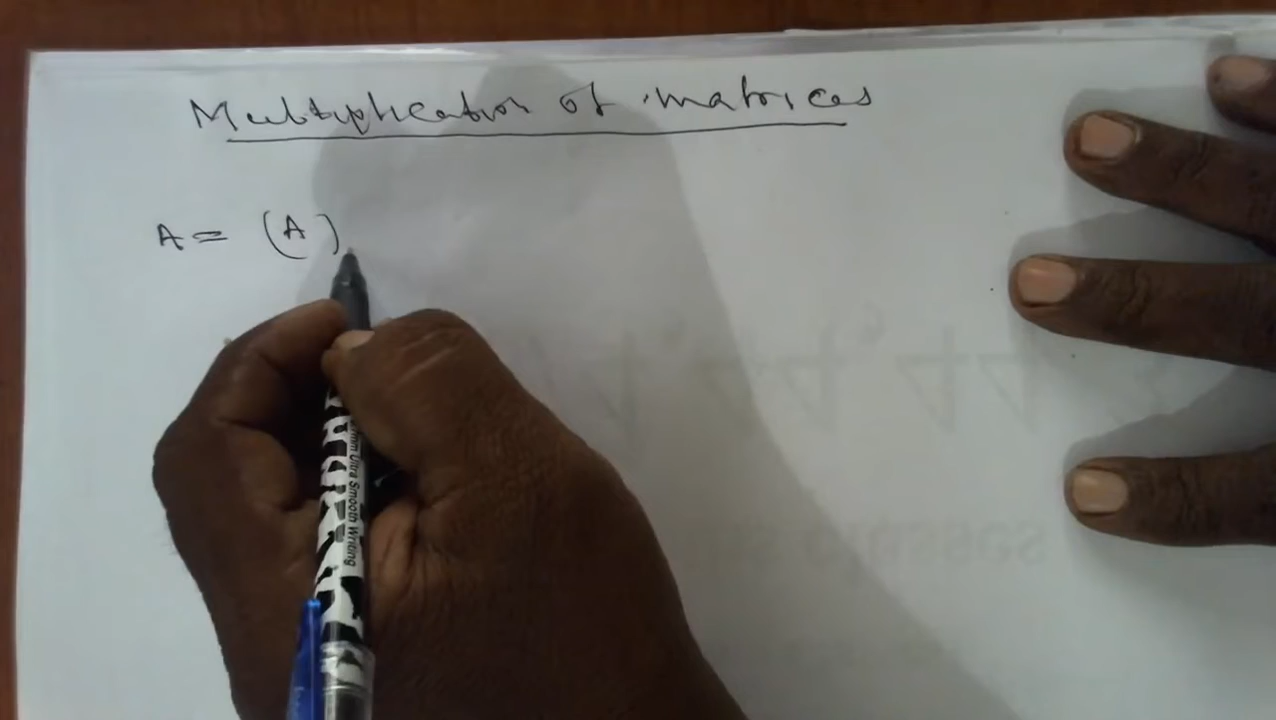 Multiplication of matrices
A = (A)
Ultra Smooth Writing